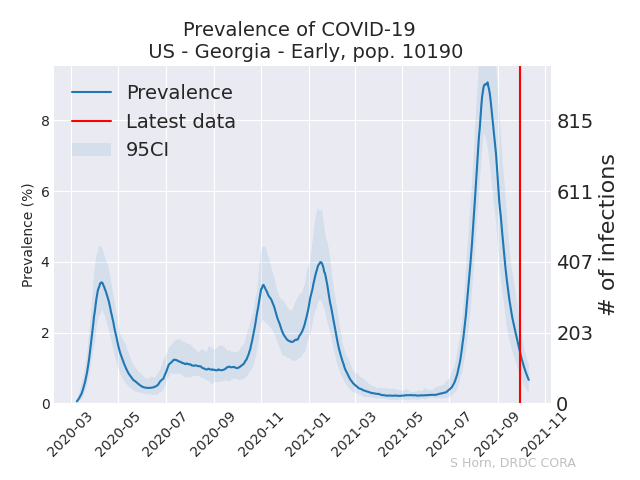 Prevalence of COVID-19
US - Georgia - Early, pop. 10190
Prevalence
Latest data
95CI
Prevalence (%)
8
6
4
2
0
815
611
407
203
0
# of infections
2020-03
2020-05
2020-07
2020-09
2020-11
2021-01
2021-03
2021-05
2021-07
2021-09
2021-11
S Horn, DRDC CORA